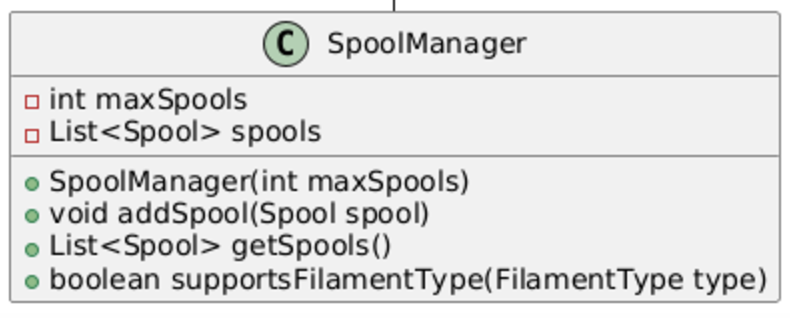 C SpoolManager
int maxSpools
List<Spool> spools
SpoolManager(int maxSpools)
void addSpool(Spool spool)
List<Spool> getSpools()
boolean supportsFilamentType(FilamentType type)